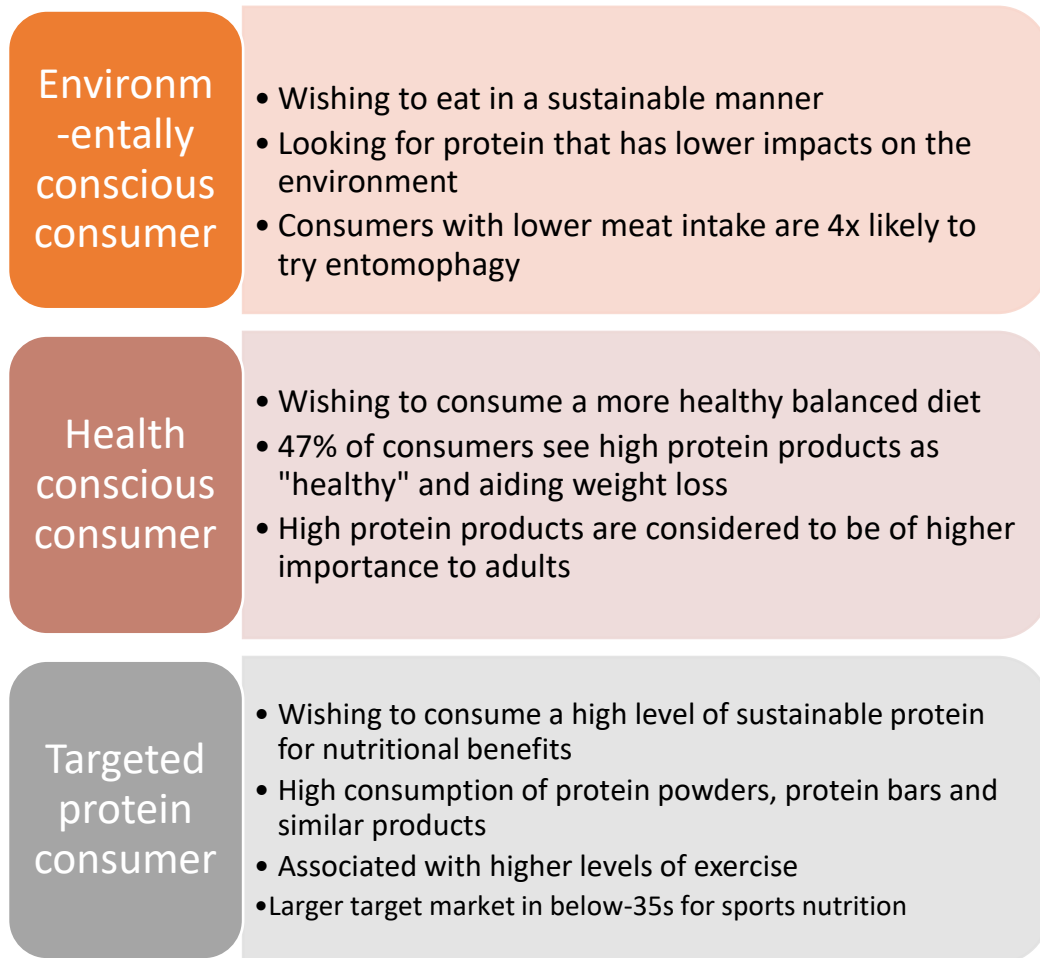 Environm
-entally
conscious
consumer
• Wishing to eat in a sustainable manner
• Looking for protein that has lower impacts on the
environment
• Consumers with lower meat intake are 4x likely to
try entomophagy
Health
conscious
consumer
• Wishing to consume a more healthy balanced diet
• 47% of consumers see high protein products as
"healthy" and aiding weight loss
• High protein products are considered to be of higher
importance to adults
Targeted
protein
consumer
• Wishing to consume a high level of sustainable protein
for nutritional benefits
• High consumption of protein powders, protein bars and
similar products
• Associated with higher levels of exercise
•Larger target market in below-35s for sports nutrition